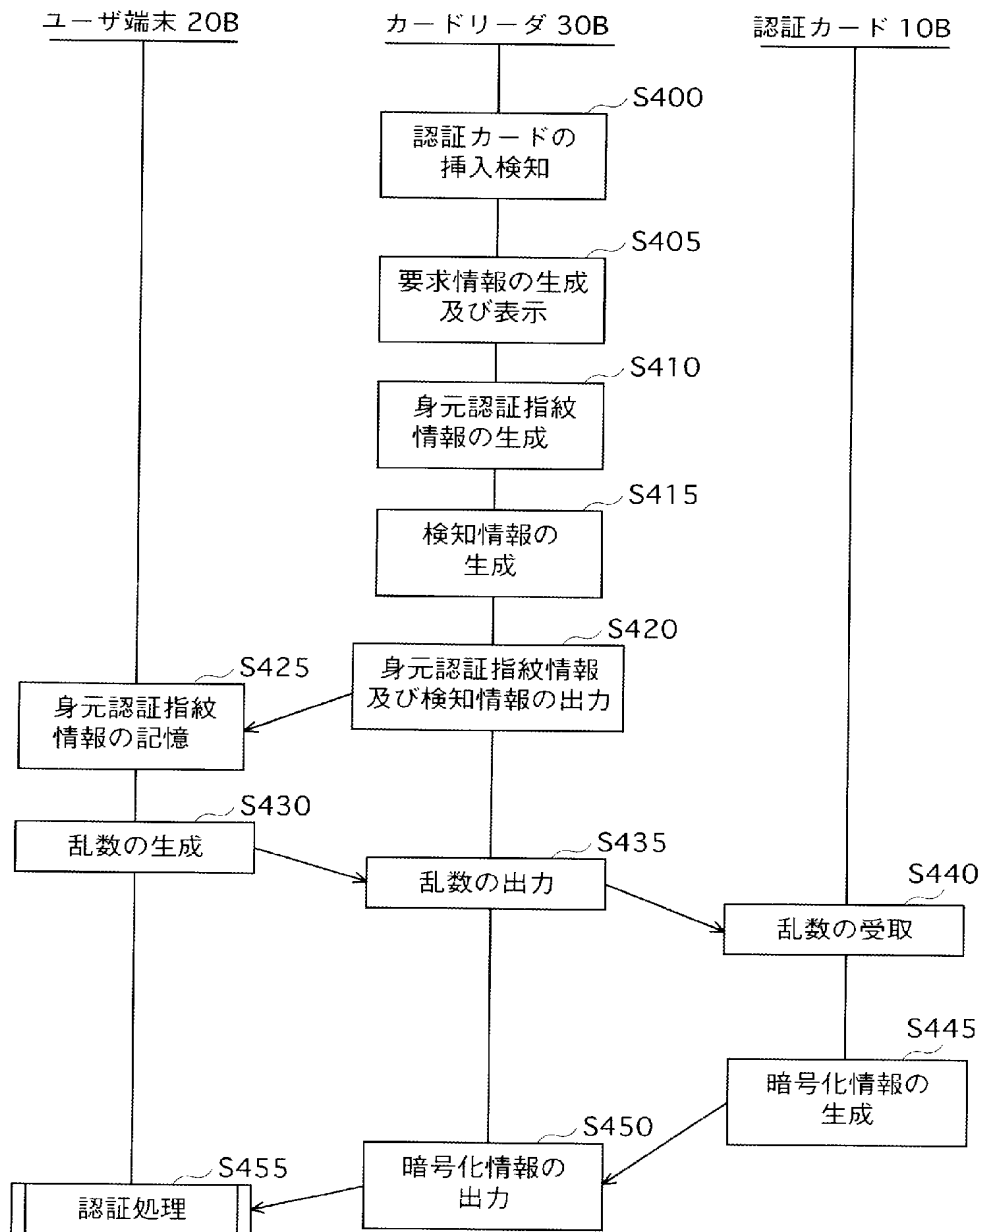 ユーザ端末 20B
カードリーダ 30B
認証カード 10B
S400
認証カードの
挿入検知
S405
要求情報の生成
及び表示
S410
身元認証指紋
情報の生成
S415
検知情報の
生成
S420
身元認証指紋情報
及び検知情報の出力
S425
身元認証指紋
情報の記憶
S430
乱数の生成
S435
乱数の出力
S440
乱数の受取
S445
暗号化情報の
生成
S450
暗号化情報の
出力
S455
認証処理